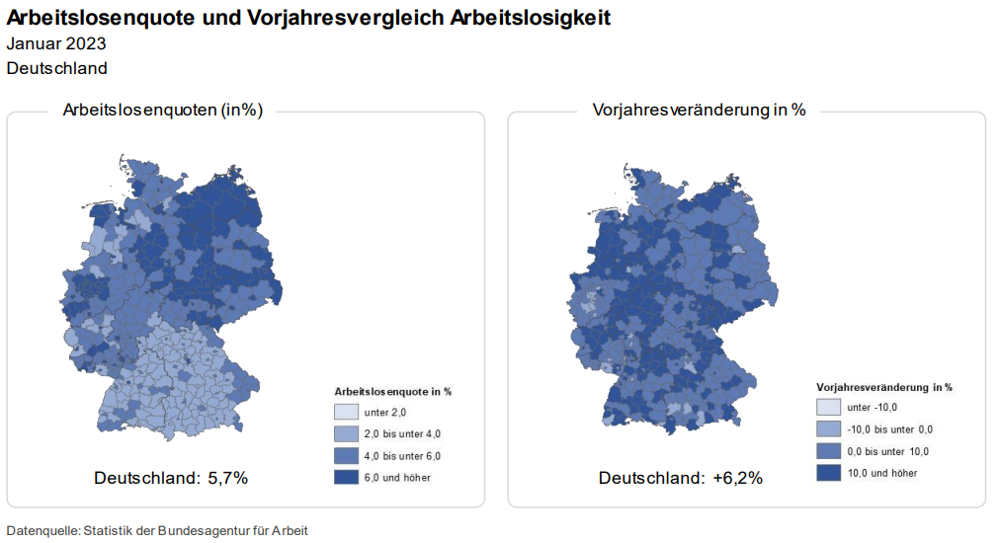 Arbeitslosenquote und Vorjahresvergleich Arbeitslosigkeit
Januar 2023
Deutschland
Arbeitslosenquoten (in%)
Arbeitslosenquote in %
unter 2,0
2,0 bis unter 4,0
4,0 bis unter 6,0
6,0 und höher
Deutschland: 5,7%
Vorjahresveränderung in %
Vorjahresveränderung in %
unter -10,0
-10,0 bis unter 0,0
0,0 bis unter 10,0
10,0 und höher
Deutschland: +6,2%
Datenquelle: Statistik der Bundesagentur für Arbeit